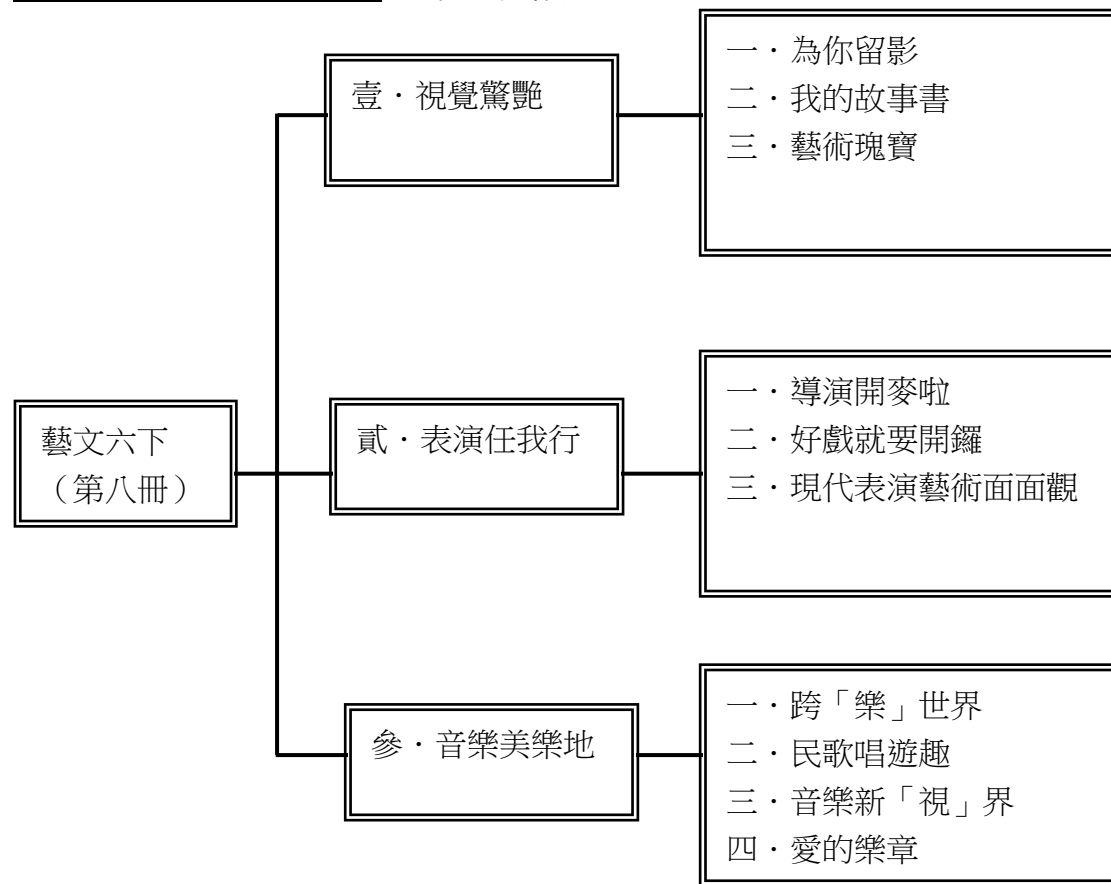 壹．視覺驚艷
一．為你留影
二．我的故事書
三．藝術瑰寶
藝文六下
（第八冊）
貳．表演任我行
一．導演開麥啦
二．好戲就要開鑼
三．現代表演藝術面面觀
參．音樂美樂地
一．跨「樂」世界
二．民歌唱遊趣
三．音樂新「視」界
四．愛的樂章